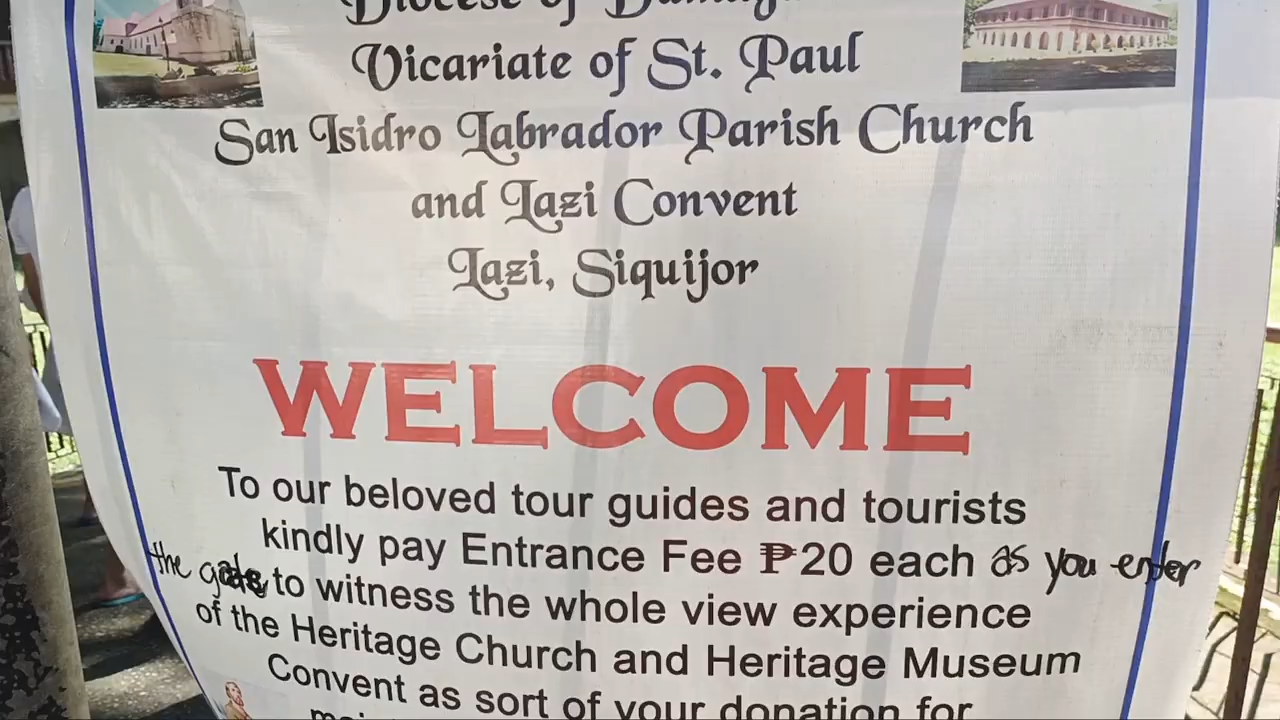 Diocese of
Vicariate of St. Paul
San Isidro Labrador Parish Church
and Lazi Convent
Lazi, Siquijor
WELCOME
To our beloved tour guides and tourists
kindly pay Entrance Fee ₱20 each as you enter
the gate to witness the whole view experience
of the Heritage Church and Heritage Museum
Convent as sort of your donation for